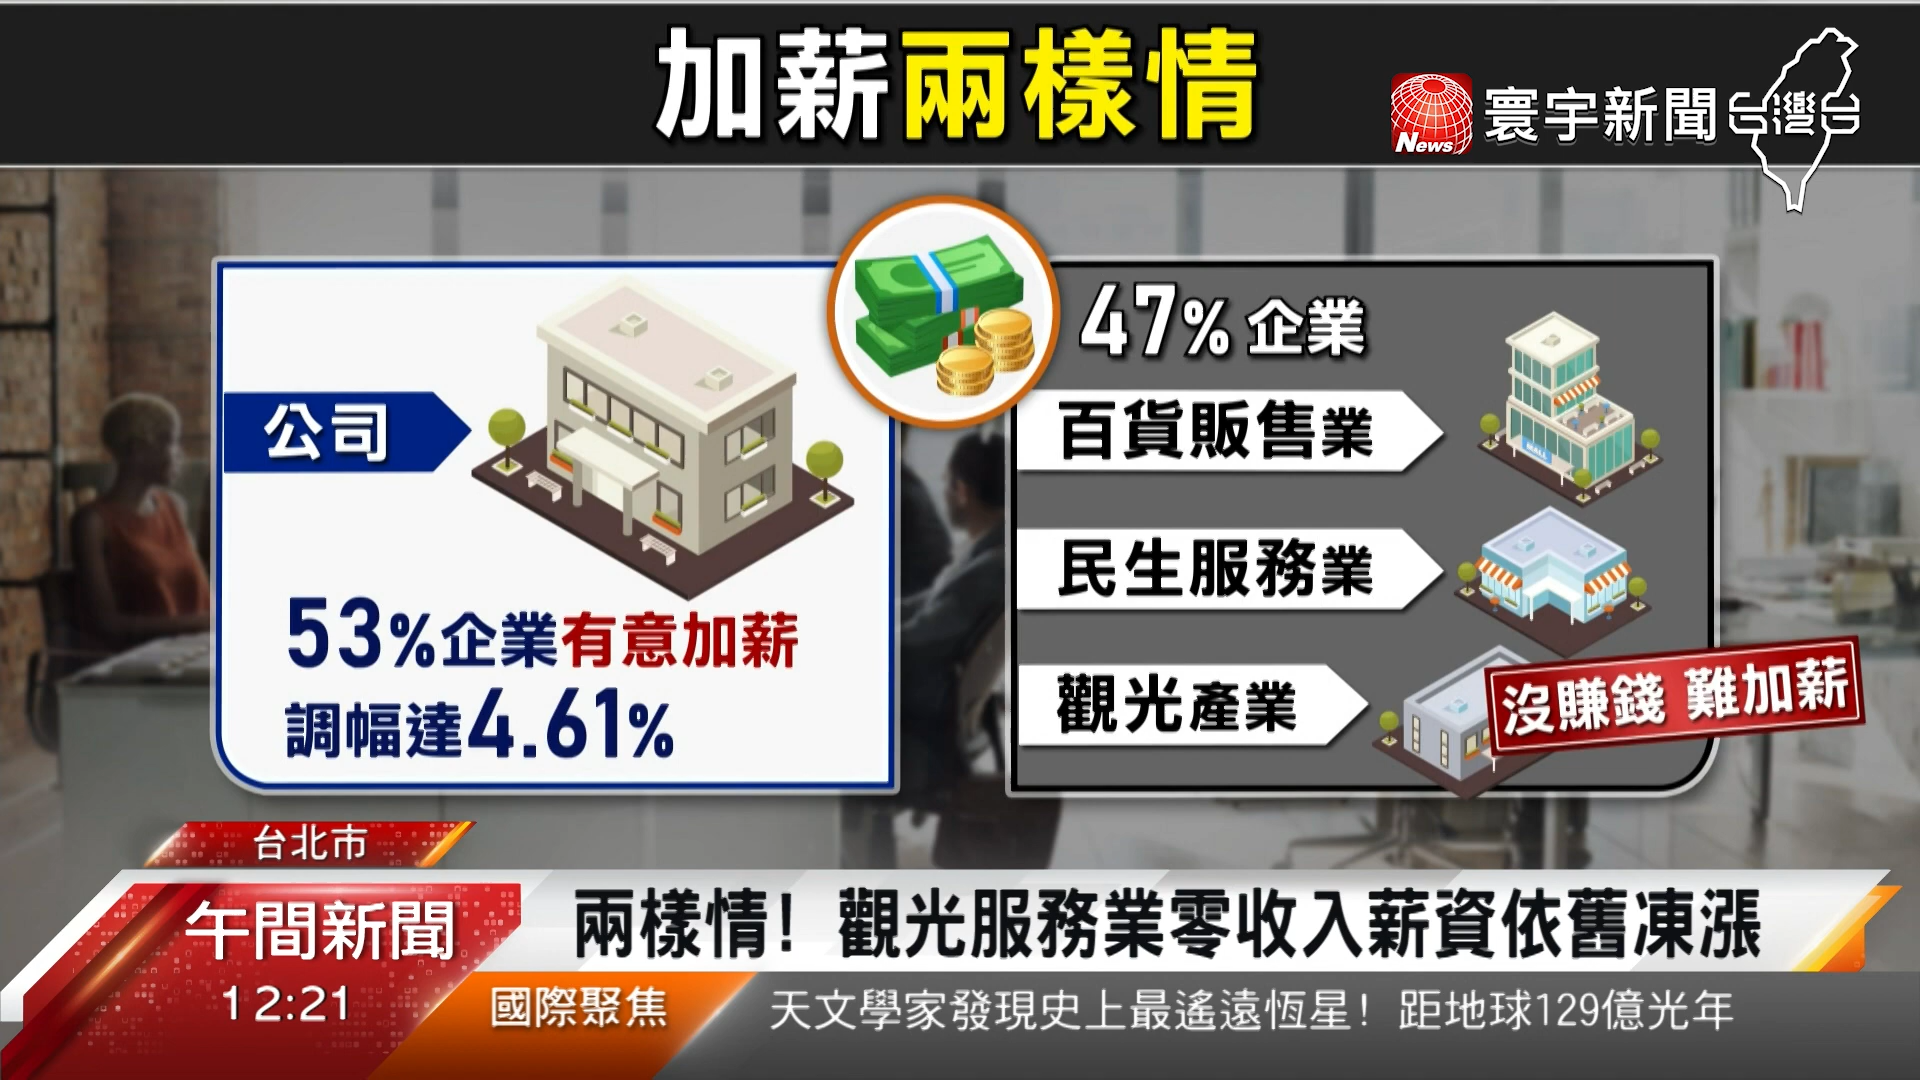 加薪兩樣情
News 寰宇新聞 台灣台
公司
53%企業有意加薪
調幅達4.61%
47%企業
百貨販售業
MALL
民生服務業
觀光產業
沒賺錢 難加薪
台北市
午間新聞
兩樣情！觀光服務業零收入薪資依舊凍漲
12:21
國際聚焦
天文學家發現史上最遙遠恆星！距地球129億光年